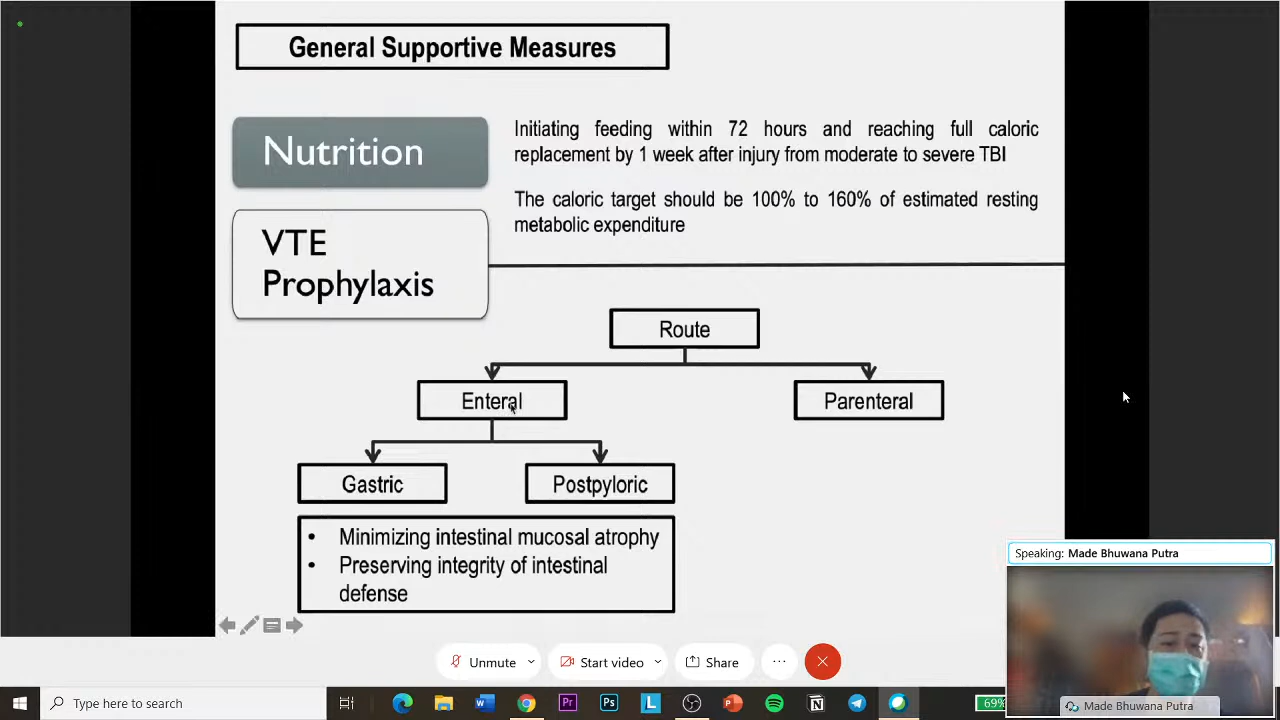 General Supportive Measures
Nutrition
Initiating feeding within 72 hours and reaching full caloric
replacement by 1 week after injury from moderate to severe TBI
The caloric target should be 100% to 160% of estimated resting
metabolic expenditure
VTE
Prophylaxis
Route
Enteral
Parenteral
Gastric
Postpyloric
• Minimizing intestinal mucosal atrophy
• Preserving integrity of intestinal
defense
Speaking: Made Bhuwana Putra
Made Bhuwana Putra
Unmute
Start video
Share
Type here to search
Pr
Ps
L
69%